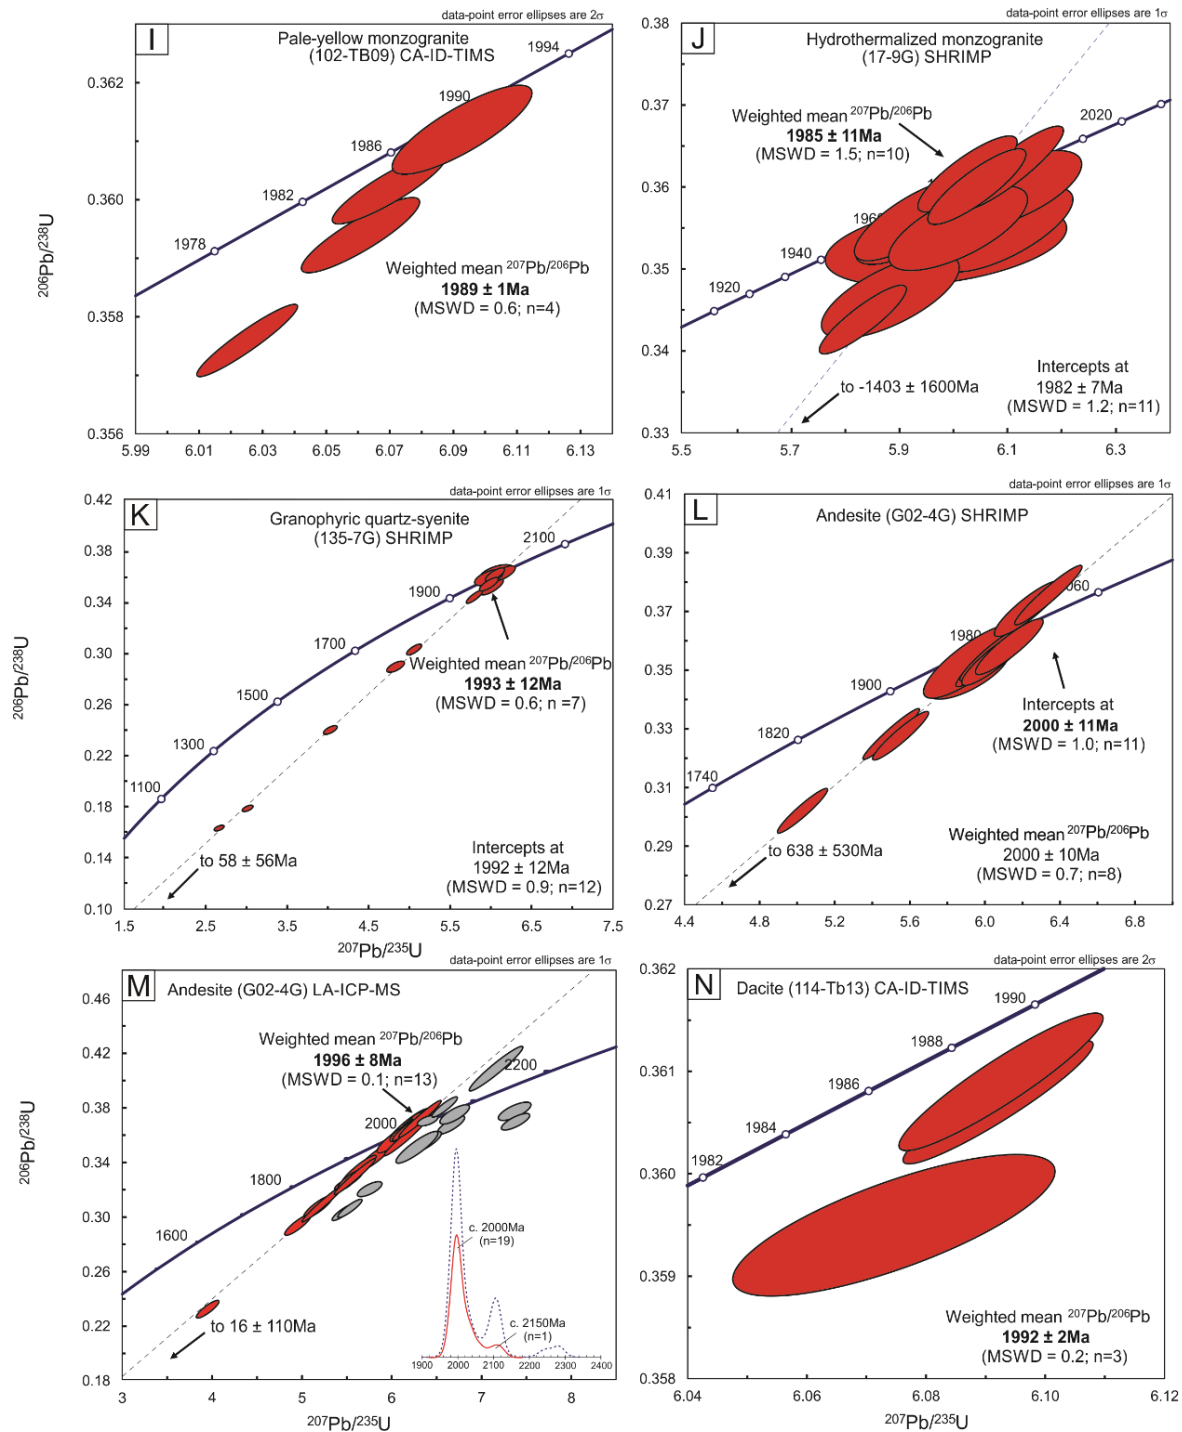 data-point error ellipses are 2σ
I
Pale-yellow monzogranite
(102-TB09) CA-ID-TIMS
1994
1990
1986
1982
1978
Weighted mean ²⁰⁷Pb/²⁰⁶Pb
1989 ± 1Ma
(MSWD = 0.6; n=4)
0.362
0.360
0.358
0.356
5.99 6.01 6.03 6.05 6.07 6.09 6.11 6.13
²⁰⁶Pb/²³⁸U
data-point error ellipses are 1σ
J
Hydrothermalized monzogranite
(17-9G) SHRIMP
Weighted mean ²⁰⁷Pb/²⁰⁶Pb
1985 ± 11Ma
(MSWD = 1.5; n=10)
2020
1940
1920
to -1403 ± 1600Ma
Intercepts at
1982 ± 7Ma
(MSWD = 1.2; n=11)
0.38
0.37
0.36
0.35
0.34
0.33
5.5 5.7 5.9 6.1 6.3
data-point error ellipses are 1σ
K
Granophyric quartz-syenite
(135-7G) SHRIMP
2100
1900
1700
1500
1300
1100
Weighted mean ²⁰⁷Pb/²⁰⁶Pb
1993 ± 12Ma
(MSWD = 0.6; n=7)
to 58 ± 56Ma
Intercepts at
1992 ± 12Ma
(MSWD = 0.9; n=12)
0.42
0.38
0.34
0.30
0.26
0.22
0.18
0.14
0.10
1.5 2.5 3.5 4.5 5.5 6.5 7.5
²⁰⁶Pb/²³⁸U
²⁰⁷Pb/²³⁵U
data-point error ellipses are 1σ
L
Andesite (G02-4G) SHRIMP
060
1980
1900
1820
1740
Intercepts at
2000 ± 11Ma
(MSWD = 1.0; n=11)
Weighted mean ²⁰⁷Pb/²⁰⁶Pb
2000 ± 10Ma
(MSWD = 0.7; n=8)
to 638 ± 530Ma
0.41
0.39
0.37
0.35
0.33
0.31
0.29
0.27
4.4 4.8 5.2 5.6 6.0 6.4 6.8
data-point error ellipses are 1σ
M
Andesite (G02-4G) LA-ICP-MS
Weighted mean ²⁰⁷Pb/²⁰⁶Pb
1996 ± 8Ma
(MSWD = 0.1; n=13)
2200
2000
1800
1600
to 16 ± 110Ma
c. 2000Ma
(n=19)
c. 2150Ma
(n=1)
1900 2000 2100 2200 2300 2400
0.46
0.42
0.38
0.34
0.30
0.26
0.22
0.18
3 4 5 6 7 8
²⁰⁶Pb/²³⁸U
²⁰⁷Pb/²³⁵U
data-point error ellipses are 2σ
N
Dacite (114-Tb13) CA-ID-TIMS
1990
1988
1986
1984
1982
Weighted mean ²⁰⁷Pb/²⁰⁶Pb
1992 ± 2Ma
(MSWD = 0.2; n=3)
0.362
0.361
0.360
0.359
0.358
6.04 6.06 6.08 6.10 6.12
²⁰⁷Pb/²³⁵U